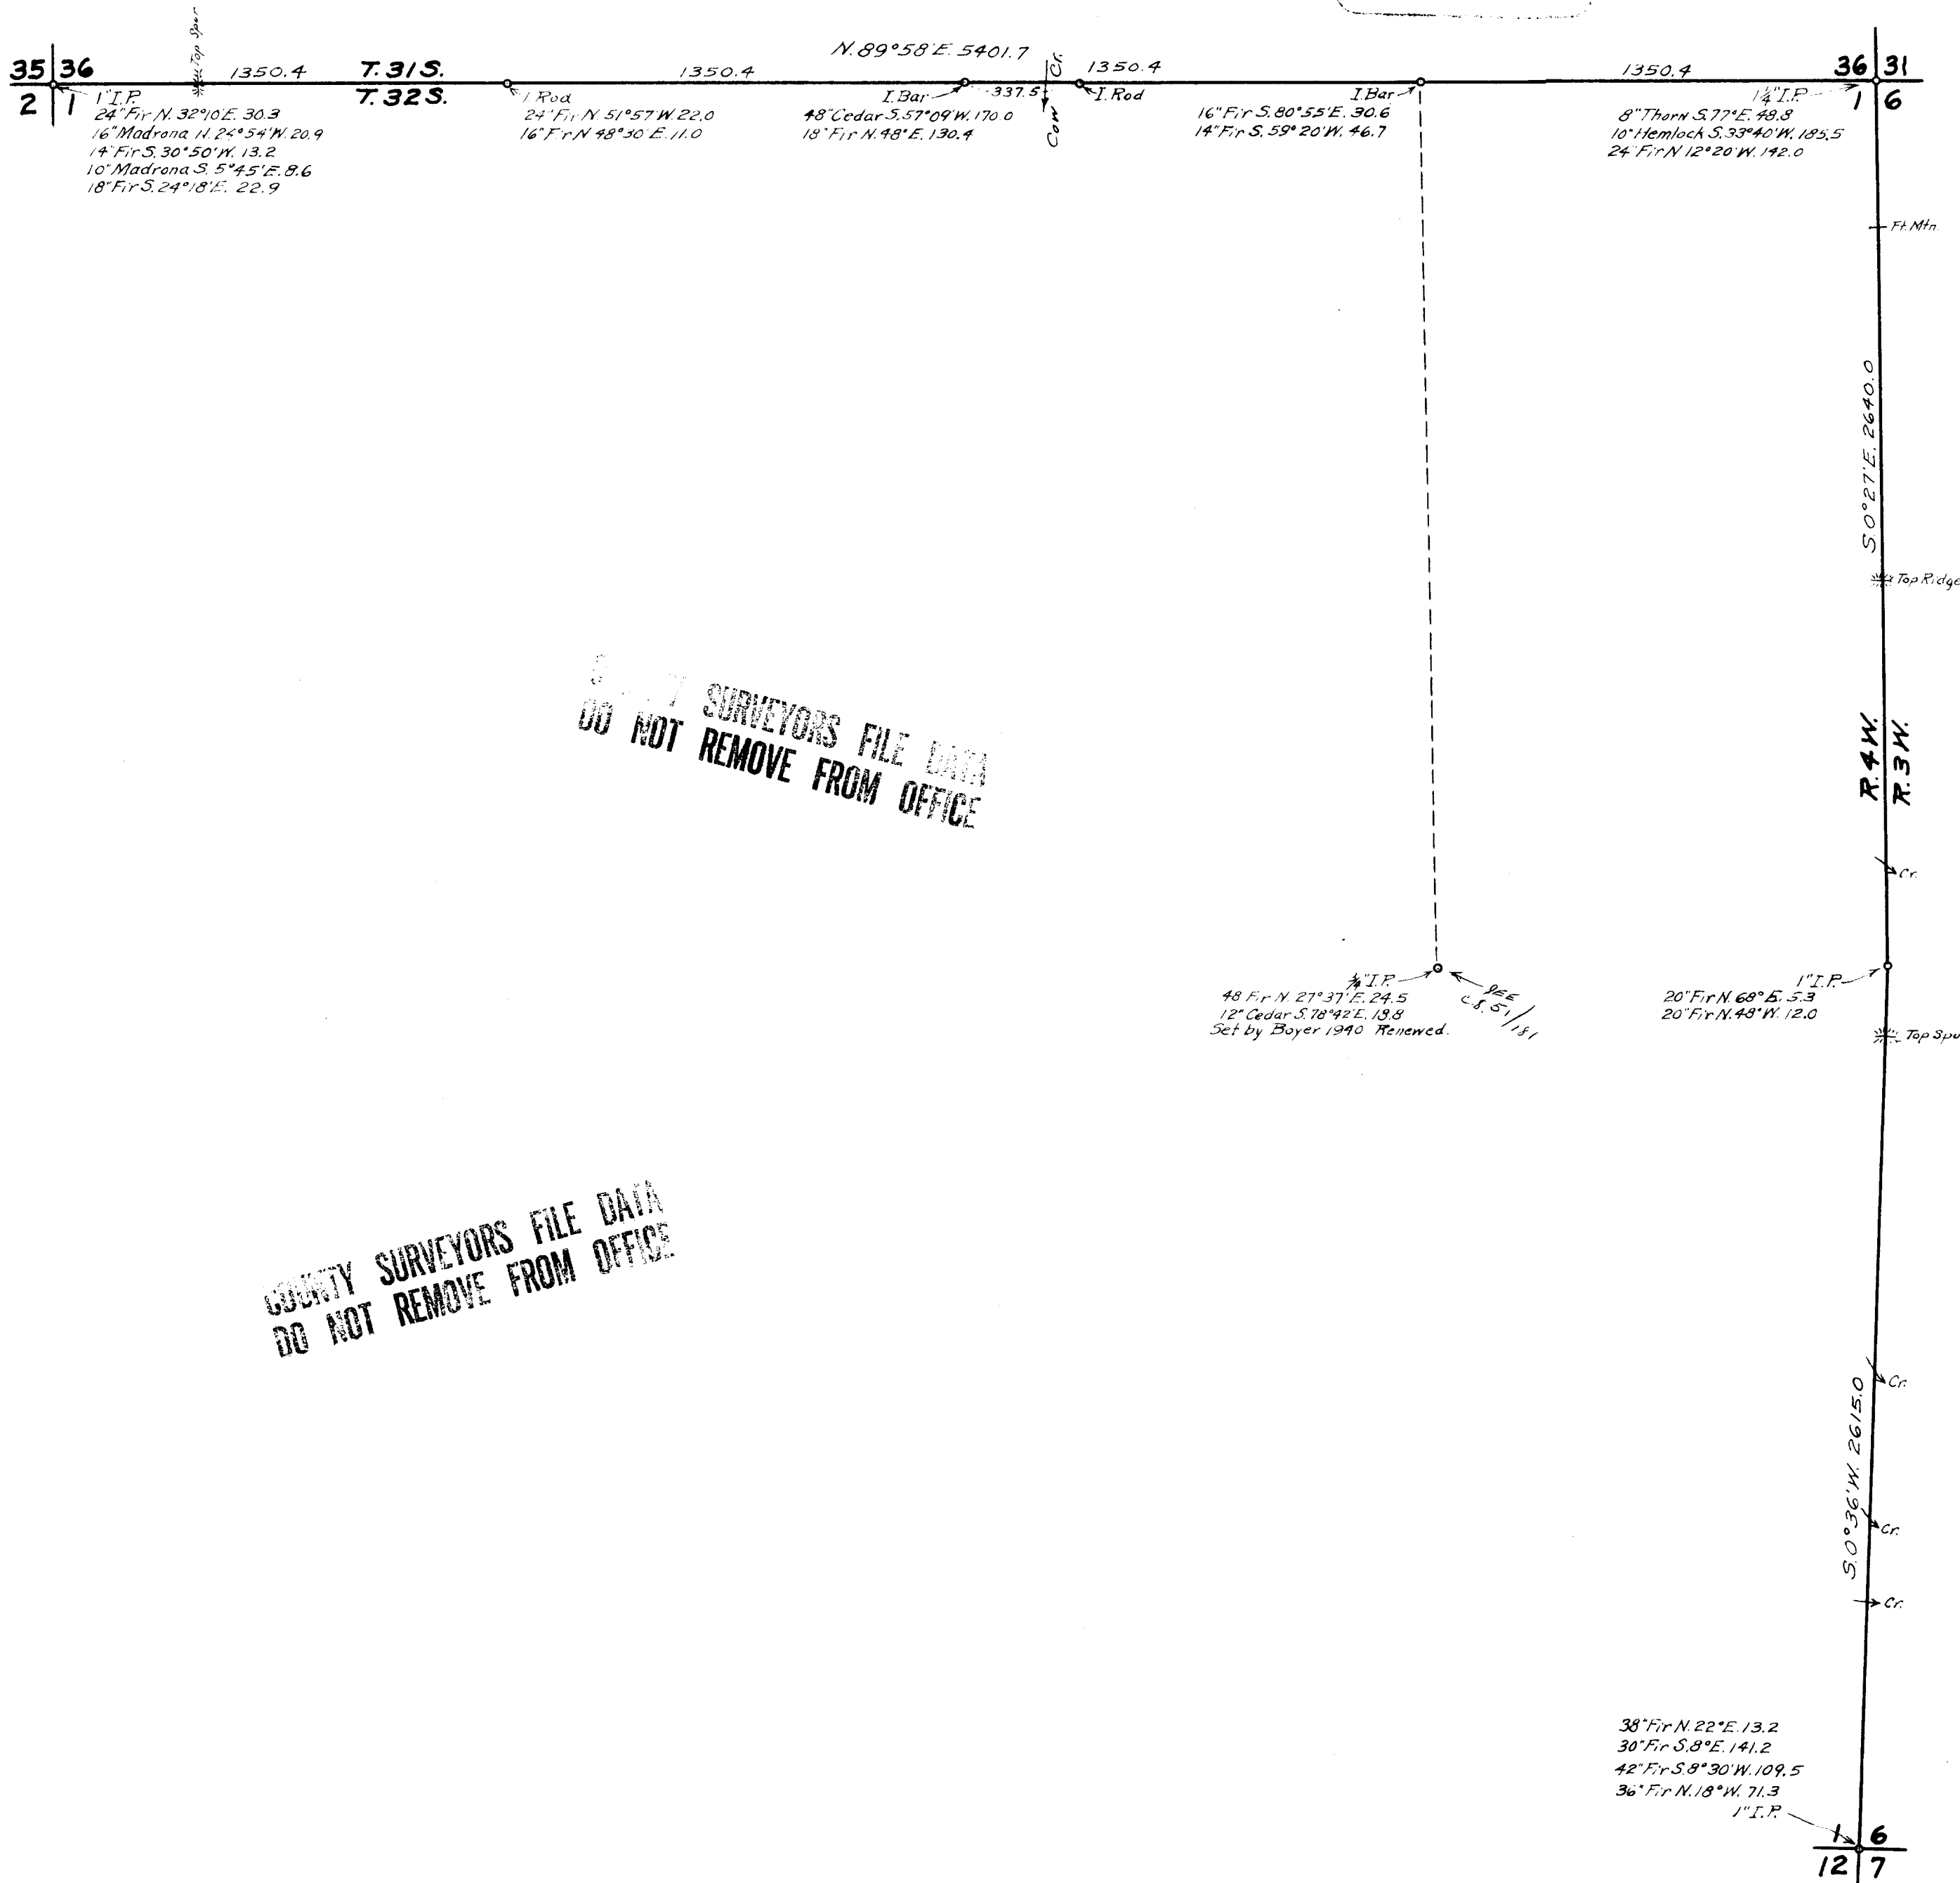 Top Spur
N. 89°58'E. 5401.7
35 36
2 1
1350.4
T. 31 S.
T. 32 S.
1350.4
Cow Cr.
1350.4
1350.4
36 31
1 6
1" I.P.
24" Fir N. 32°10'E. 30.3
16" Madrona N. 24°54'W. 20.9
14" Fir S. 30°50'W. 13.2
10" Madrona S. 5°45'E. 8.6
18" Fir S. 24°18'E. 22.9
I Rod
24" Fir N. 51°57'W. 22.0
16" Fir N 48°30'E. 11.0
I. Bar
337.5
I. Rod
48" Cedar S. 57°09'W. 170.0
18" Fir N. 48°E. 130.4
I. Bar
16" Fir S. 80°55'E. 30.6
14" Fir S. 59°20'W. 46.7
1¼" I.P.
8" Thorn S. 77°E. 48.8
10" Hemlock S. 33°40'W. 185.5
24" Fir N 12°20'W. 142.0
Ft. Mtn.
S. 0°27'E. 2640.0
Top Ridge
R. 4 W.
R. 3 W.
SURVEYORS FILE DATA
DO NOT REMOVE FROM OFFICE
Cr.
¾" I.P.
48 Fir N. 27°37'E. 24.5
12" Cedar S. 78°42'E. 18.8
Set by Boyer 1940 Renewed.
SEE
C.S. 51/181
1" I.P.
20" Fir N. 68°E. 5.3
20" Fir N. 48°W. 12.0
Top Spu
COUNTY SURVEYORS FILE DATA
DO NOT REMOVE FROM OFFICE
Cr.
S. 0°36'W. 2615.0
Cr.
Cr.
38" Fir N. 22°E. 13.2
30" Fir S. 8°E. 141.2
42" Fir S. 8°30'W. 109.5
36" Fir N. 18°W. 71.3
1" I.P.
1 6
12 7